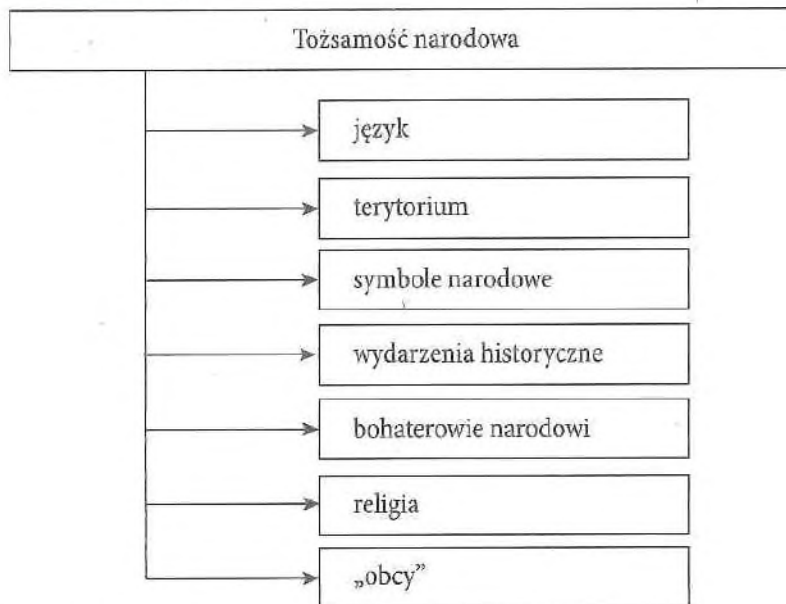 Tożsamość narodowa
język
terytorium
symbole narodowe
wydarzenia historyczne
bohaterowie narodowi
religia
„obcy”